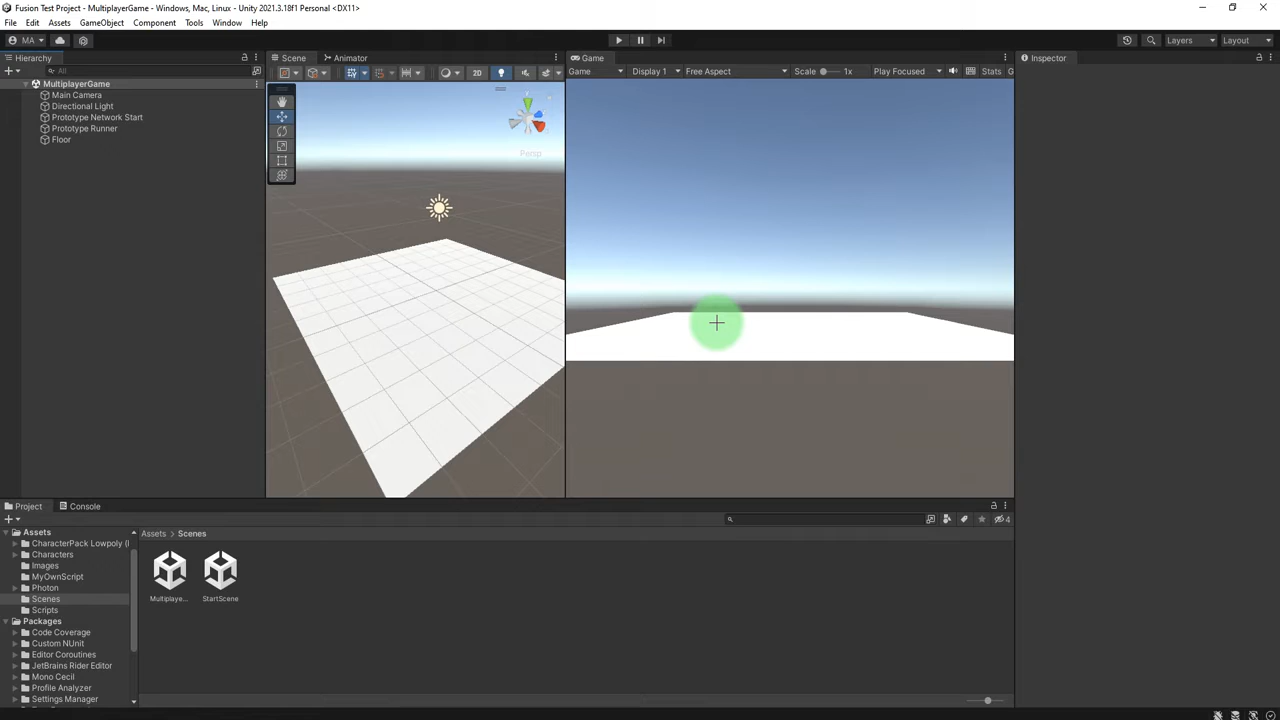 Fusion Test Project - MultiplayerGame - Windows, Mac, Linux - Unity 2021.3.18f1 Personal <DX11>
File Edit Assets GameObject Component Tools Window Help
MA Layers Layout
Hierarchy Scene Animator Game Inspector
All 2D Game Display 1 Free Aspect Scale 1x Play Focused Stats G
MultiplayerGame
Main Camera
Directional Light
Prototype Network Start
Prototype Runner
Floor
Persp
Project Console
4
Assets
Assets > Scenes
CharacterPack Lowpoly (
Characters
Images
MyOwnScript
Photon
Scenes
Multiplaye... StartScene
Scripts
Packages
Code Coverage
Custom NUnit
Editor Coroutines
JetBrains Rider Editor
Mono Cecil
Profile Analyzer
Settings Manager